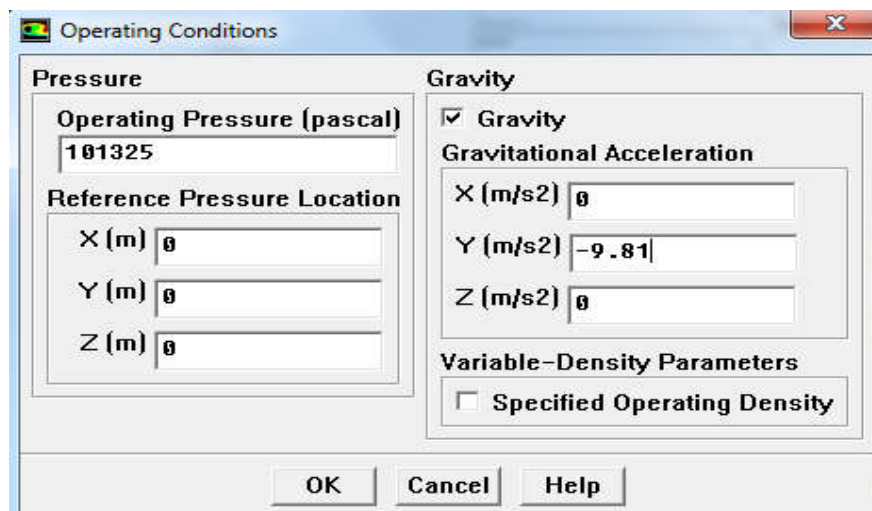 Operating Conditions
Pressure
Operating Pressure (pascal)
101325
Reference Pressure Location
X (m) 0
Y (m) 0
Z (m) 0
Gravity
Gravity
Gravitational Acceleration
X (m/s2) 0
Y (m/s2) -9.81
Z (m/s2) 0
Variable-Density Parameters
Specified Operating Density
OK Cancel Help